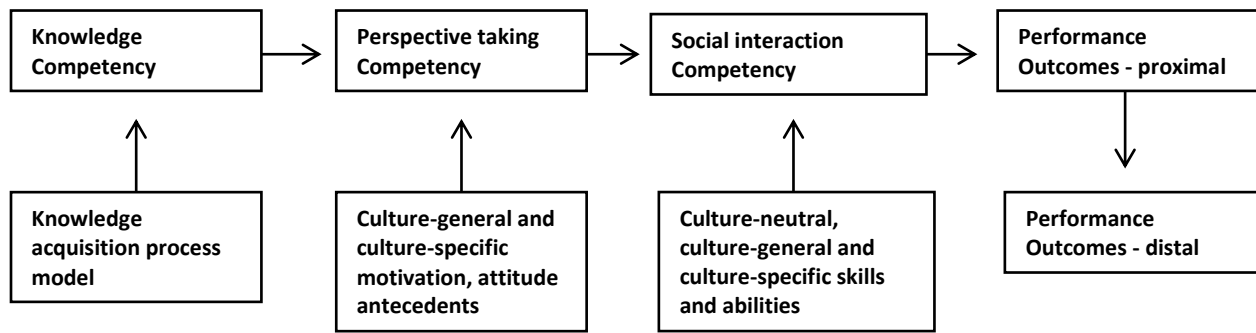 Knowledge
Competency
Perspective taking
Competency
Social interaction
Competency
Performance
Outcomes - proximal
Knowledge
acquisition process
model
Culture-general and
culture-specific
motivation, attitude
antecedents
Culture-neutral,
culture-general and
culture-specific skills
and abilities
Performance
Outcomes - distal